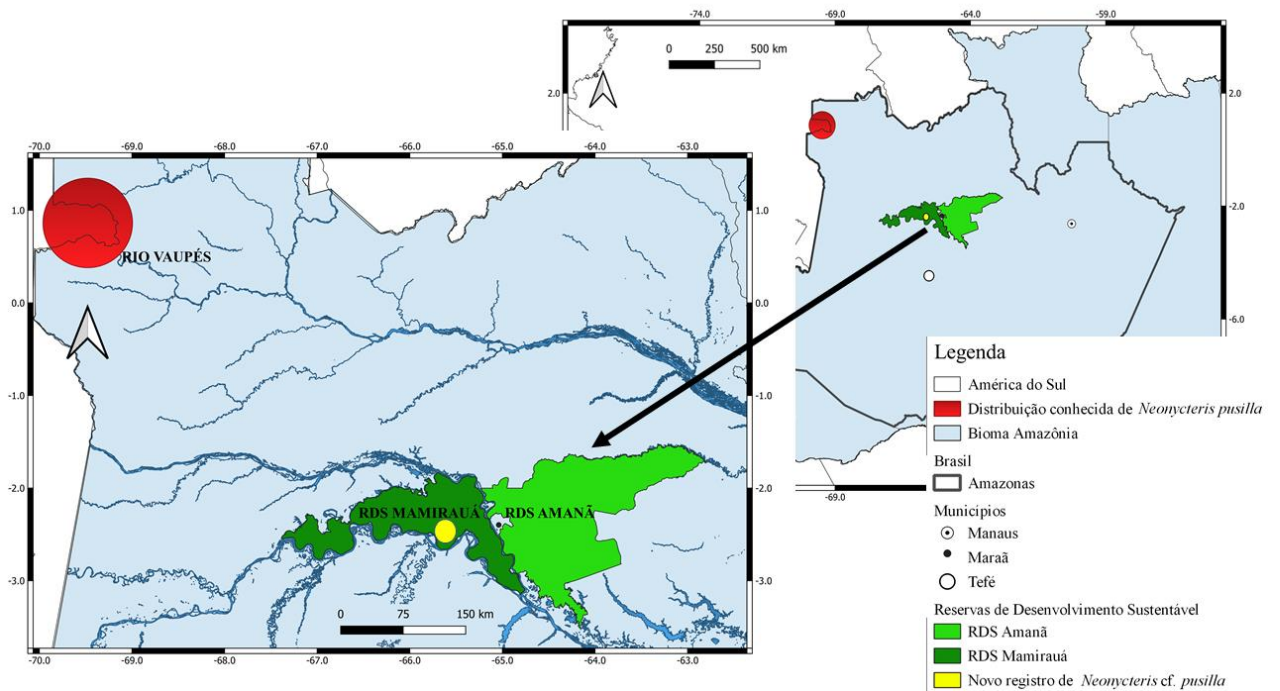 -74.0 -69.0 -64.0 -59.0
0 250 500 km
2.0 2.0
-2.0
-6.0
-69.0
-70.0 -69.0 -68.0 -67.0 -66.0 -65.0 -64.0 -63.0
1.0 1.0
RIO VAUPÉS
0.0 0.0
-1.0 -1.0
-2.0 -2.0
RDS MAMIRAUÁ RDS AMANÃ
-3.0 -3.0
0 75 150 km
-70.0 -69.0 -68.0 -67.0 -66.0 -65.0 -64.0 -63.0
Legenda
América do Sul
Distribuição conhecida de Neonycteris pusilla
Bioma Amazônia
Brasil
Amazonas
Municípios
Manaus
Maraã
Tefé
Reservas de Desenvolvimento Sustentável
RDS Amanã
RDS Mamirauá
Novo registro de Neonycteris cf. pusilla